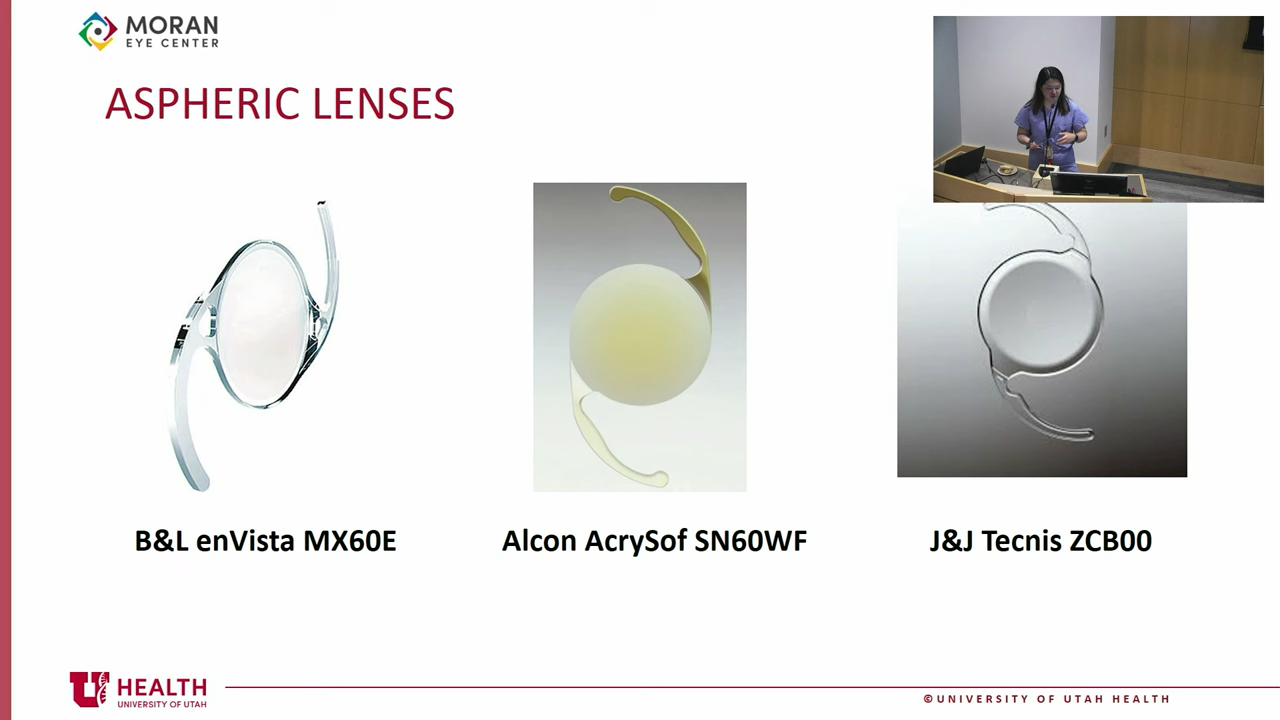 MORAN
EYE CENTER
ASPHERIC LENSES
B&L enVista MX60E
Alcon AcrySof SN60WF
J&J Tecnis ZCB00
U HEALTH
UNIVERSITY OF UTAH
©UNIVERSITY OF UTAH HEALTH